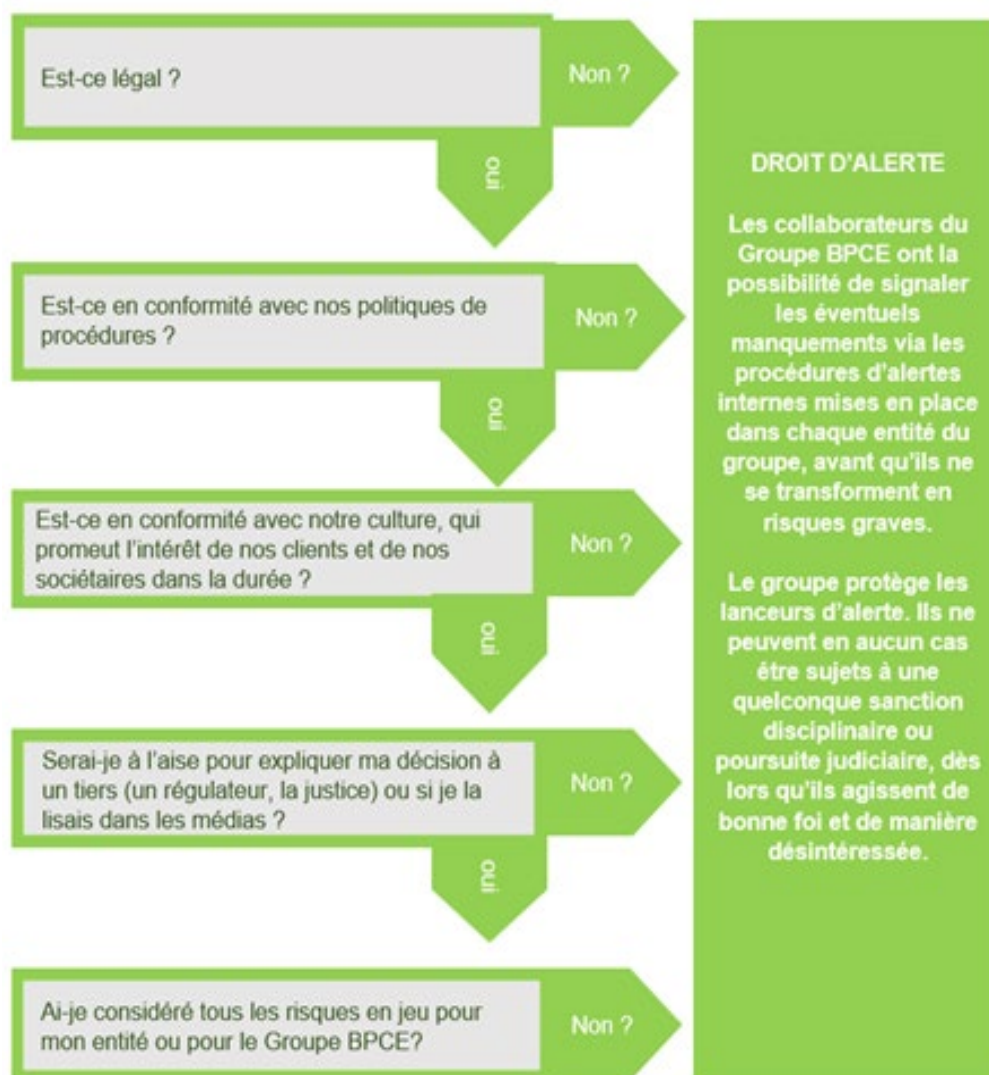 Est-ce légal ?
Non ?
oui
Est-ce en conformité avec nos politiques de
procédures ?
Non ?
oui
Est-ce en conformité avec notre culture, qui
promeut l'intérêt de nos clients et de nos
sociétaires dans la durée ?
Non ?
oui
Serai-je à l'aise pour expliquer ma décision à
un tiers (un régulateur, la justice) ou si je la
lisais dans les médias ?
Non ?
oui
Ai-je considéré tous les risques en jeu pour
mon entité ou pour le Groupe BPCE?
Non ?
DROIT D'ALERTE
Les collaborateurs du
Groupe BPCE ont la
possibilité de signaler
les éventuels
manquements via les
procédures d'alertes
internes mises en place
dans chaque entité du
groupe, avant qu'ils ne
se transforment en
risques graves.
Le groupe protège les
lanceurs d'alerte. Ils ne
peuvent en aucun cas
être sujets à une
quelconque sanction
disciplinaire ou
poursuite judiciaire, dès
lors qu'ils agissent de
bonne foi et de manière
désintéressée.